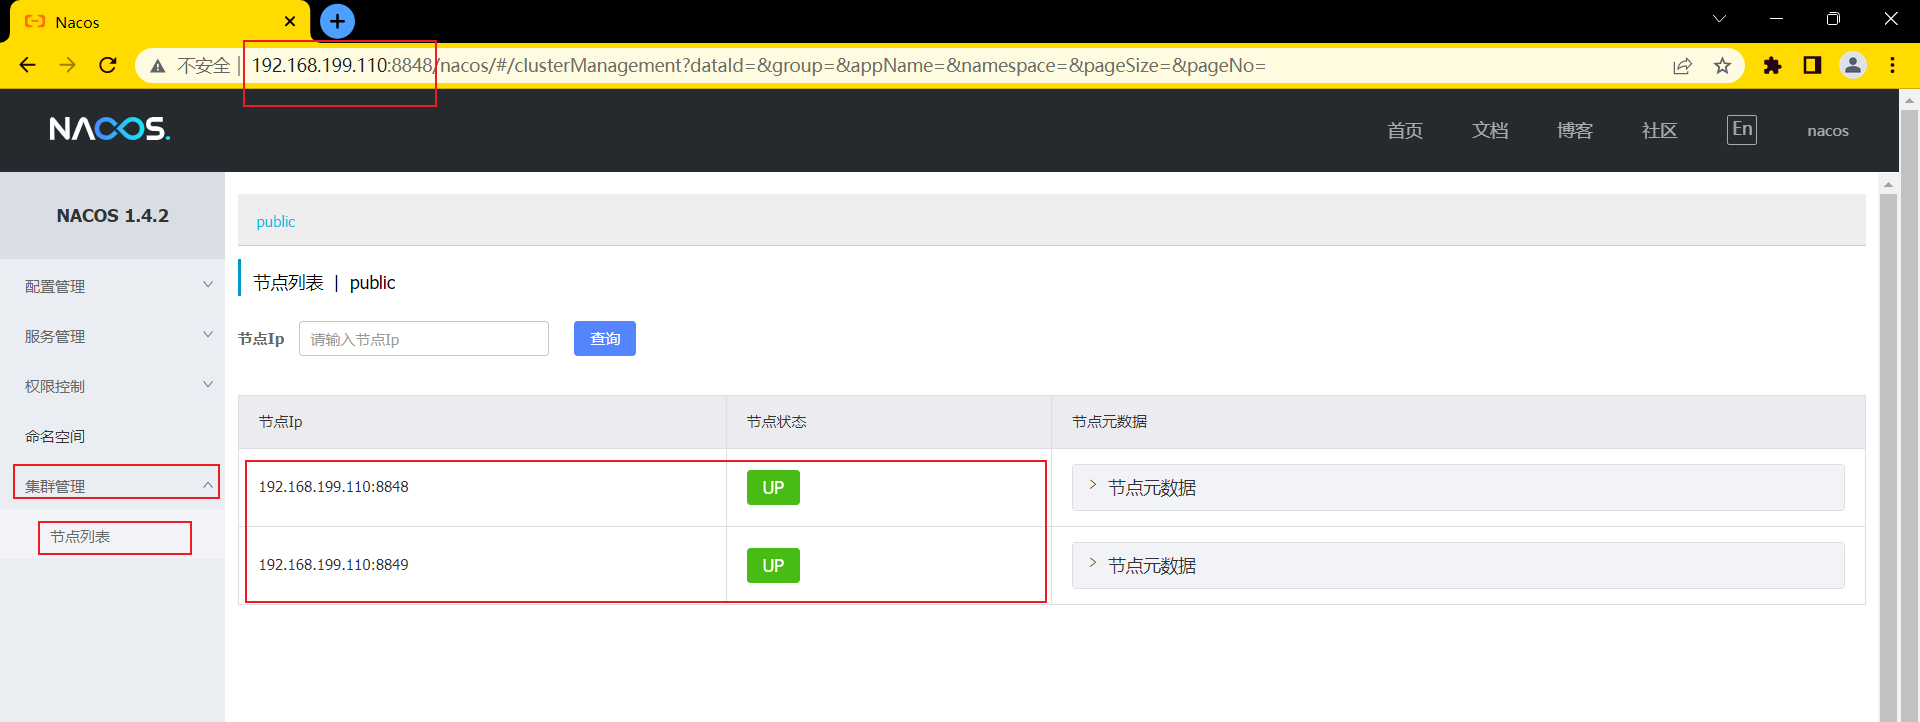 Nacos
不安全 | 192.168.199.110:8848/nacos/#/clusterManagement?dataId=&group=&appName=&namespace=&pageSize=&pageNo=
NACOS.
首页 文档 博客 社区 En nacos
NACOS 1.4.2
配置管理
服务管理
权限控制
命名空间
集群管理
节点列表
public
节点列表 | public
节点Ip 请输入节点Ip 查询
节点Ip 节点状态 节点元数据
192.168.199.110:8848 UP 节点元数据
192.168.199.110:8849 UP 节点元数据